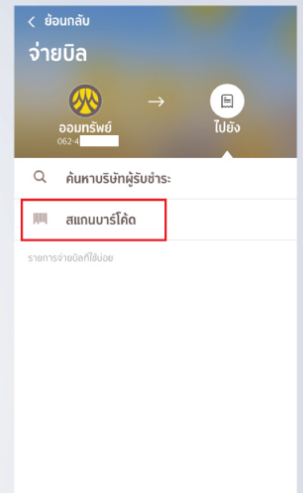 < ย้อนกลับ
จ่ายบิล
ออมทรัพย์
062-4
ไปยัง
ค้นหาบริษัทผู้รับชำระ
สแกนบาร์โค้ด
รายการจ่ายบิลที่ใช้บ่อย